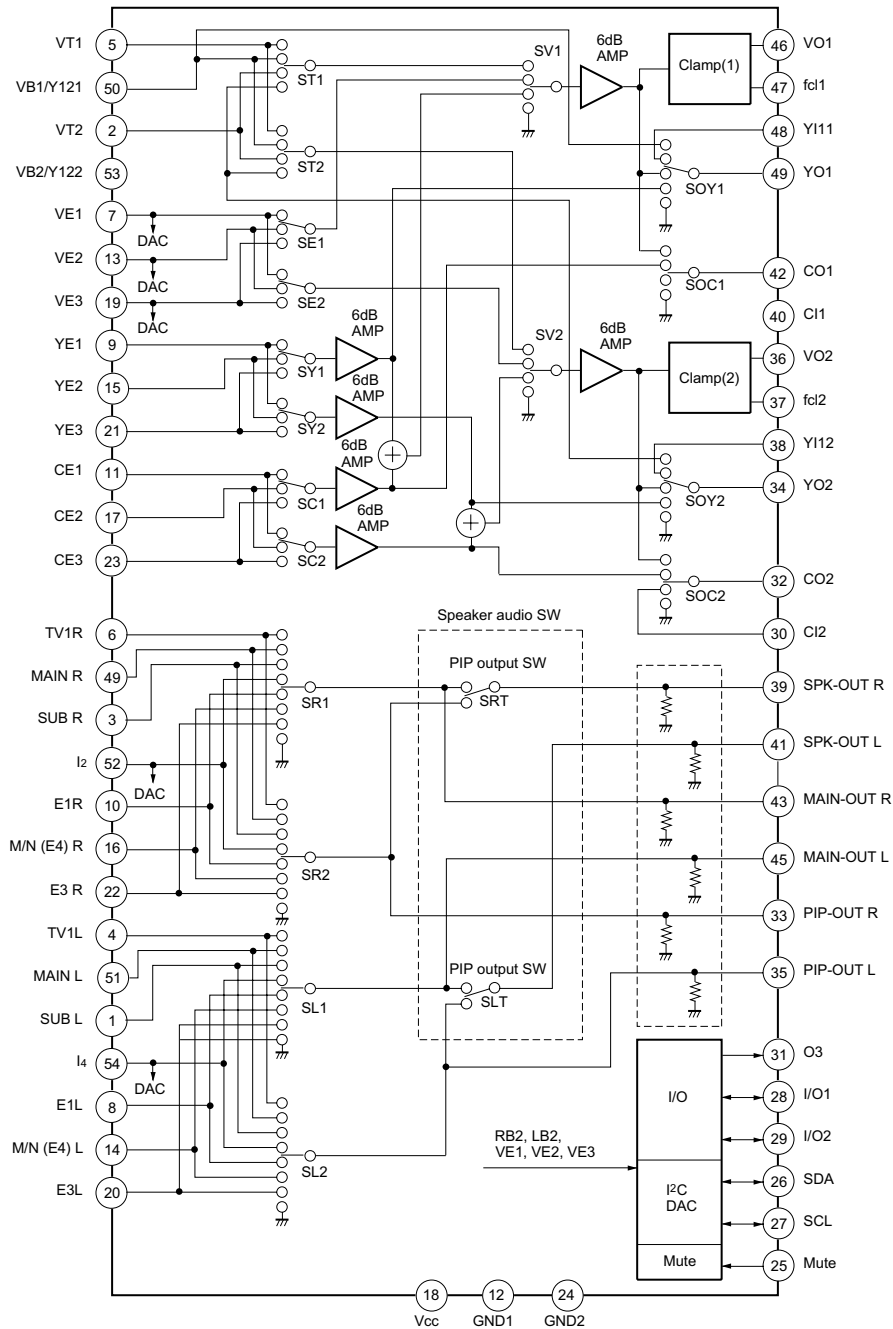 VT1 5
VB1/Y121 50
VT2 2
VB2/Y122 53
VE1 7
DAC
VE2 13
DAC
VE3 19
DAC
YE1 9
YE2 15
YE3 21
CE1 11
CE2 17
CE3 23
ST1
ST2
SE1
SE2
SY1
SY2
SC1
SC2
6dB
AMP
6dB
AMP
6dB
AMP
6dB
AMP
+
+
SV1
6dB
AMP
Clamp(1)
SV2
6dB
AMP
Clamp(2)
SOY1
SOC1
SOY2
SOC2
46 VO1
47 fcl1
48 YI11
49 YO1
42 CO1
40 CI1
36 VO2
37 fcl2
38 YI12
34 YO2
32 CO2
30 CI2
TV1R 6
MAIN R 49
SUB R 3
I2 52
DAC
E1R 10
M/N (E4) R 16
E3 R 22
TV1L 4
MAIN L 51
SUB L 1
I4 54
DAC
E1L 8
M/N (E4) L 14
E3L 20
SR1
SR2
SL1
SL2
Speaker audio SW
PIP output SW
SRT
PIP output SW
SLT
39 SPK-OUT R
41 SPK-OUT L
43 MAIN-OUT R
45 MAIN-OUT L
33 PIP-OUT R
35 PIP-OUT L
RB2, LB2,
VE1, VE2, VE3
I/O
I2C
DAC
Mute
31 O3
28 I/O1
29 I/O2
26 SDA
27 SCL
25 Mute
18 12 24
Vcc GND1 GND2